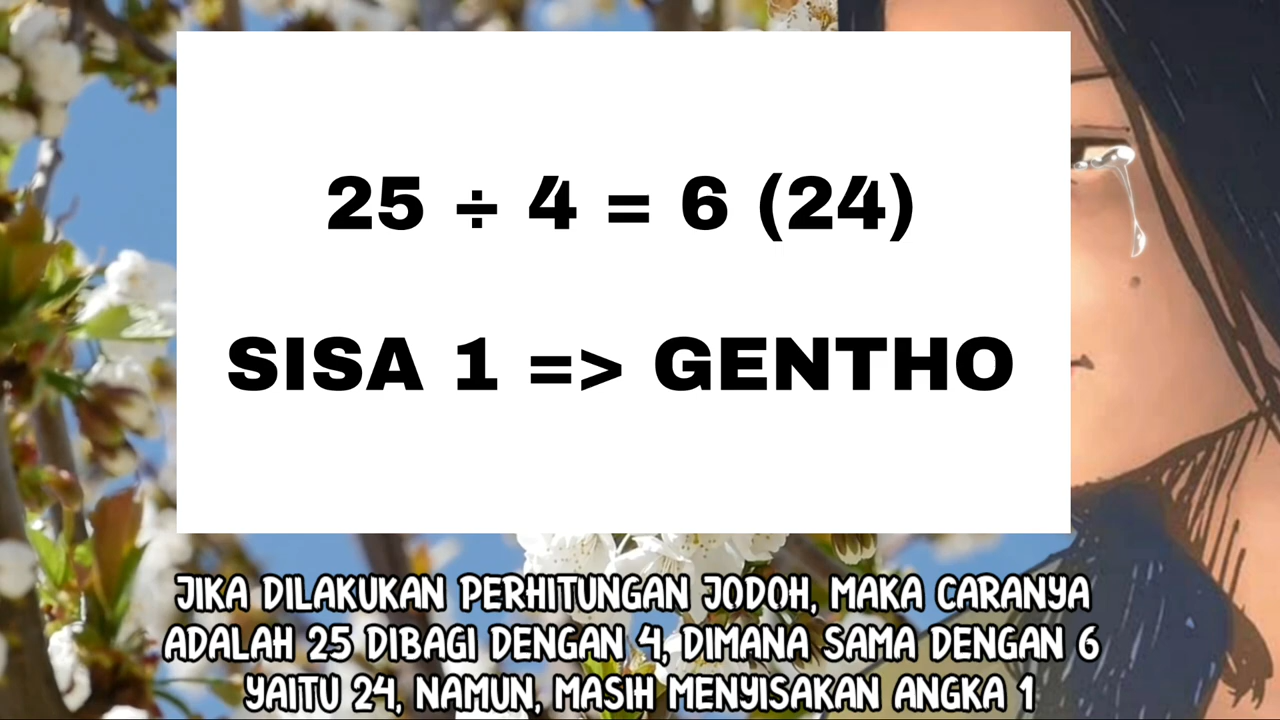 25 ÷ 4 = 6 (24)
SISA 1 => GENTHO
JIKA DILAKUKAN PERHITUNGAN JODOH, MAKA CARANYA
ADALAH 25 DIBAGI DENGAN 4, DIMANA SAMA DENGAN 6
YAITU 24, NAMUN, MASIH MENYISAKAN ANGKA 1